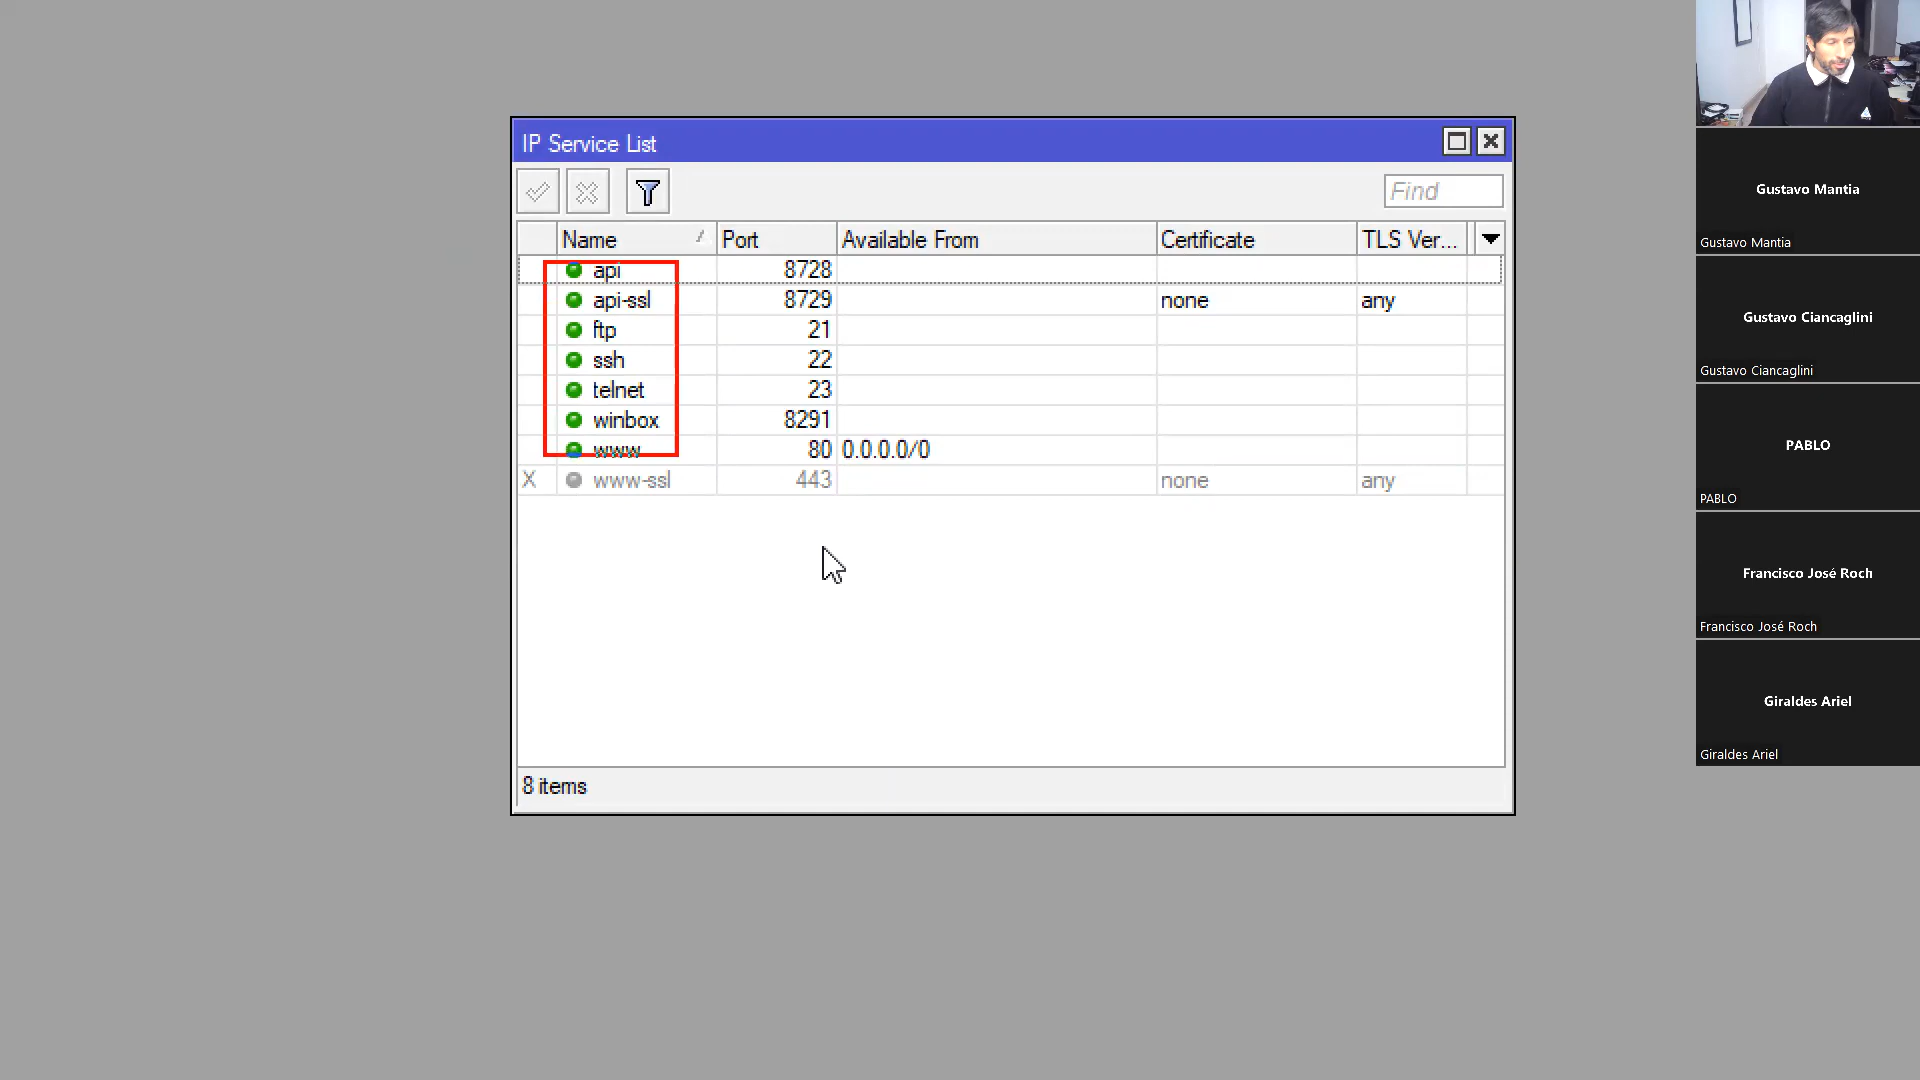 IP Service List
Find
Name Port Available From Certificate TLS Ver...
api 8728
api-ssl 8729 none any
ftp 21
ssh 22
telnet 23
winbox 8291
www 80 0.0.0.0/0
X www-ssl 443 none any
8 items
Gustavo Mantia
Gustavo Mantia
Gustavo Ciancaglini
Gustavo Ciancaglini
PABLO
PABLO
Francisco José Roch
Francisco José Roch
Giraldes Ariel
Giraldes Ariel